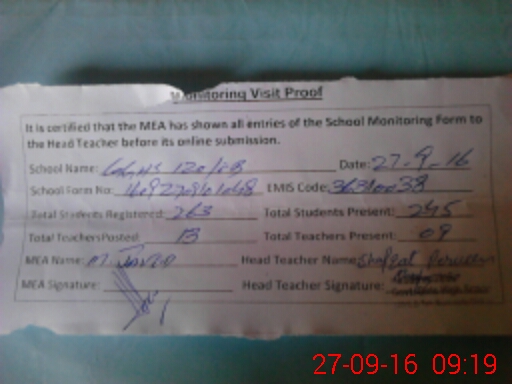 Monitoring Visit Proof
It is certified that the MEA has shown all entries of the School Monitoring Form to
the Head Teacher before its online submission.
School Name: 120/EB Date: 27-9-16
School Form No: EMIS Code:
Total Students Registered: 263 Total Students Present: 245
Total Teachers Posted: 13 Total Teachers Present: 09
MEA Name: M. Head Teacher Name:
MEA Signature: Head Teacher Signature:
27-09-16 09:19